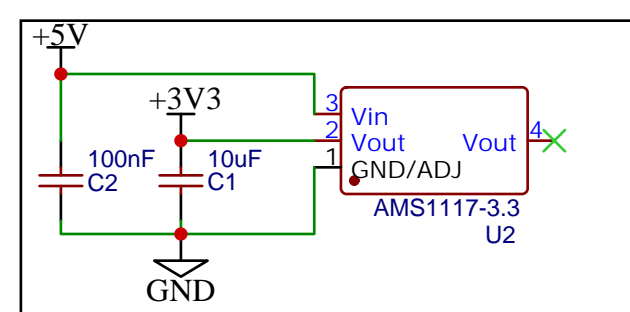 +5V
+3V3
3 Vin
2 Vout Vout 4
1 GND/ADJ
100nF 10uF
C2 C1
AMS1117-3.3
U2
GND